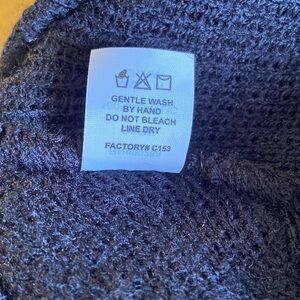 GENTLE WASH
BY HAND
DO NOT BLEACH
LINE DRY
FACTORY# C153